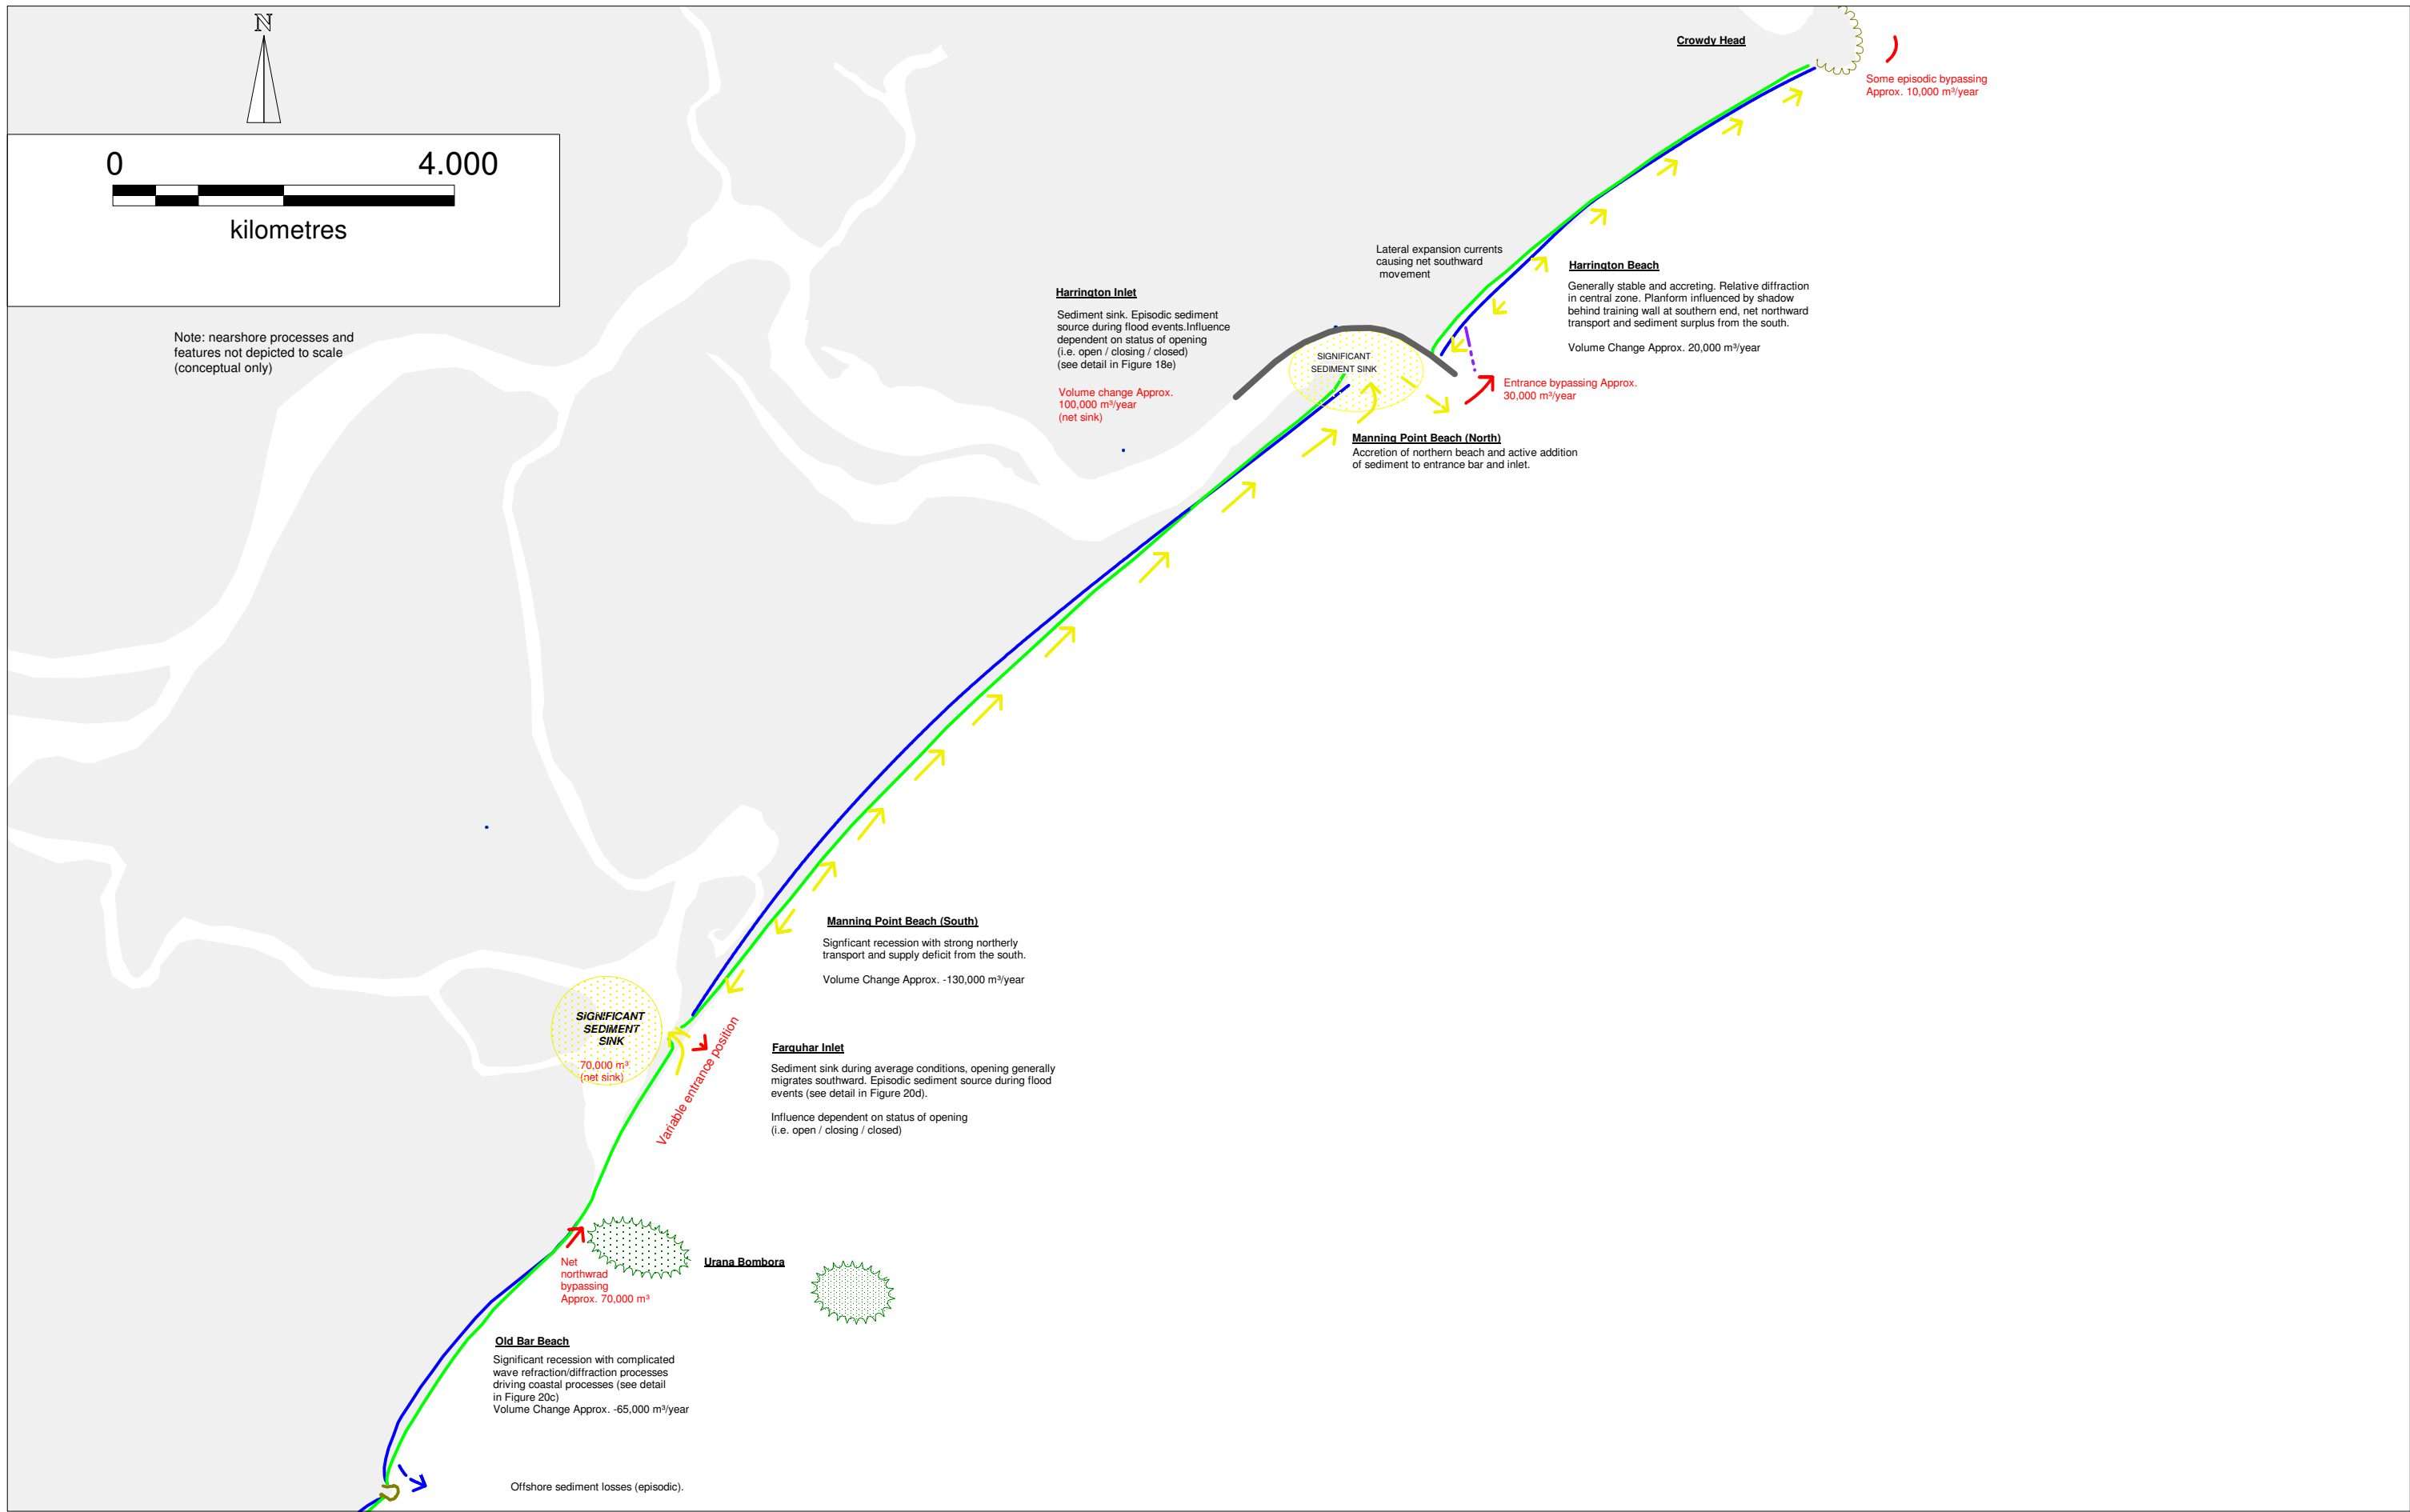 N
0 4.000
kilometres
Note: nearshore processes and
features not depicted to scale
(conceptual only)
Crowdy Head
Some episodic bypassing
Approx. 10,000 m³/year
Lateral expansion currents
causing net southward
movement
Harrington Beach
Generally stable and accreting. Relative diffraction
in central zone. Planform influenced by shadow
behind training wall at southern end, net northward
transport and sediment surplus from the south.
Volume Change Approx. 20,000 m³/year
Harrington Inlet
Sediment sink. Episodic sediment
source during flood events.Influence
dependent on status of opening
(i.e. open / closing / closed)
(see detail in Figure 18e)
Volume change Approx.
100,000 m³/year
(net sink)
SIGNIFICANT
SEDIMENT SINK
Entrance bypassing Approx.
30,000 m³/year
Manning Point Beach (North)
Accretion of northern beach and active addition
of sediment to entrance bar and inlet.
Manning Point Beach (South)
Signficant recession with strong northerly
transport and supply deficit from the south.
Volume Change Approx. -130,000 m³/year
SIGNIFICANT
SEDIMENT
SINK
70,000 m³
(net sink)
Variable entrance position
Farquhar Inlet
Sediment sink during average conditions, opening generally
migrates southward. Episodic sediment source during flood
events (see detail in Figure 20d).
Influence dependent on status of opening
(i.e. open / closing / closed)
Urana Bombora
Net
northwrad
bypassing
Approx. 70,000 m³
Old Bar Beach
Significant recession with complicated
wave refraction/diffraction processes
driving coastal processes (see detail
in Figure 20c)
Volume Change Approx. -65,000 m³/year
Offshore sediment losses (episodic).